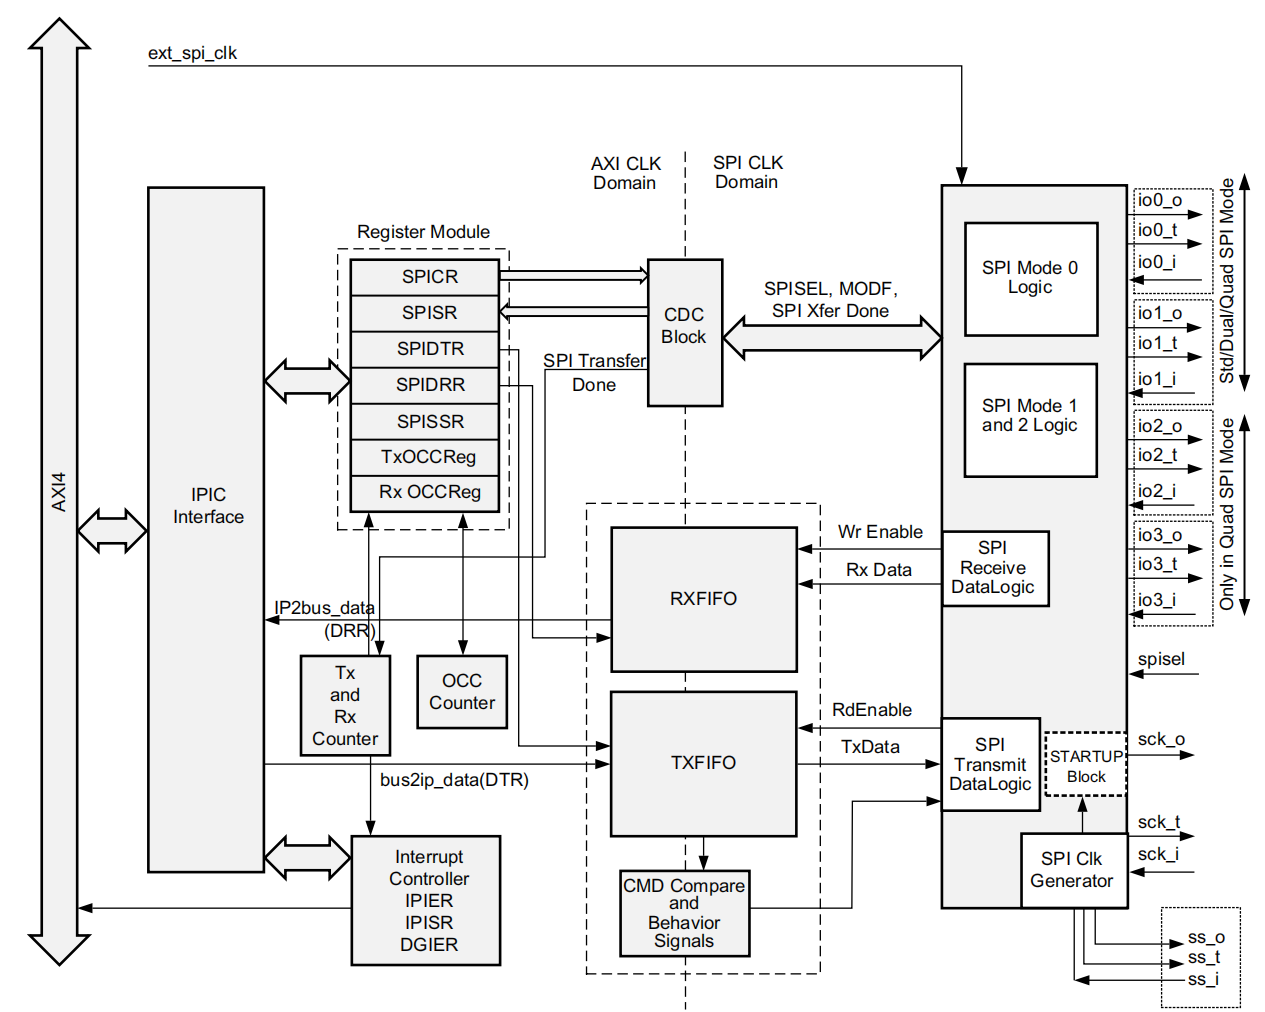 ext_spi_clk
AXI CLK
Domain
SPI CLK
Domain
Register Module
SPICR
SPISR
SPIDTR
SPIDRR
SPISSR
TxOCCReg
Rx OCCReg
CDC
Block
SPISEL, MODF,
SPI Xfer Done
SPI Transfer
Done
SPI Mode 0
Logic
SPI Mode 1
and 2 Logic
io0_o
io0_t
io0_i
io1_o
io1_t
io1_i
Std/Dual/Quad SPI Mode
io2_o
io2_t
io2_i
io3_o
io3_t
io3_i
Only in Quad SPI Mode
AXI4
IPIC
Interface
Wr Enable
Rx Data
SPI
Receive
DataLogic
RXFIFO
IP2bus_data
(DRR)
Tx
and
Rx
Counter
OCC
Counter
spisel
RdEnable
TxData
TXFIFO
SPI
Transmit
DataLogic
STARTUP
Block
sck_o
bus2ip_data(DTR)
sck_t
sck_i
SPI Clk
Generator
Interrupt
Controller
IPIER
IPISR
DGIER
CMD Compare
and
Behavior
Signals
ss_o
ss_t
ss_i